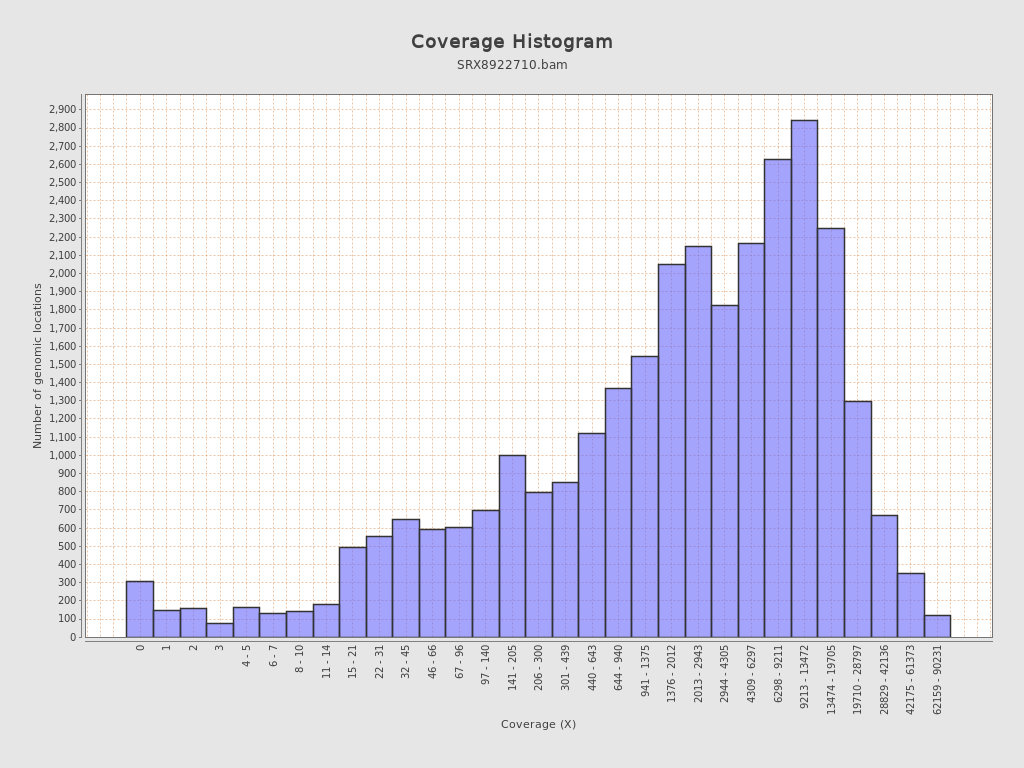 Coverage Histogram
SRX8922710.bam
2,900
2,800
2,700
2,600
2,500
2,400
2,300
2,200
2,100
2,000
1,900
1,800
1,700
1,600
1,500
1,400
1,300
1,200
1,100
1,000
900
800
700
600
500
400
300
200
100
0
Number of genomic locations
0
1
2
3
4 - 5
6 - 7
8 - 10
11 - 14
15 - 21
22 - 31
32 - 45
46 - 66
67 - 96
97 - 140
141 - 205
206 - 300
301 - 439
440 - 643
644 - 940
941 - 1375
1376 - 2012
2013 - 2943
2944 - 4305
4309 - 6297
6298 - 9211
9213 - 13472
13474 - 19705
19710 - 28797
28829 - 42136
42175 - 61373
62159 - 90231
Coverage (X)